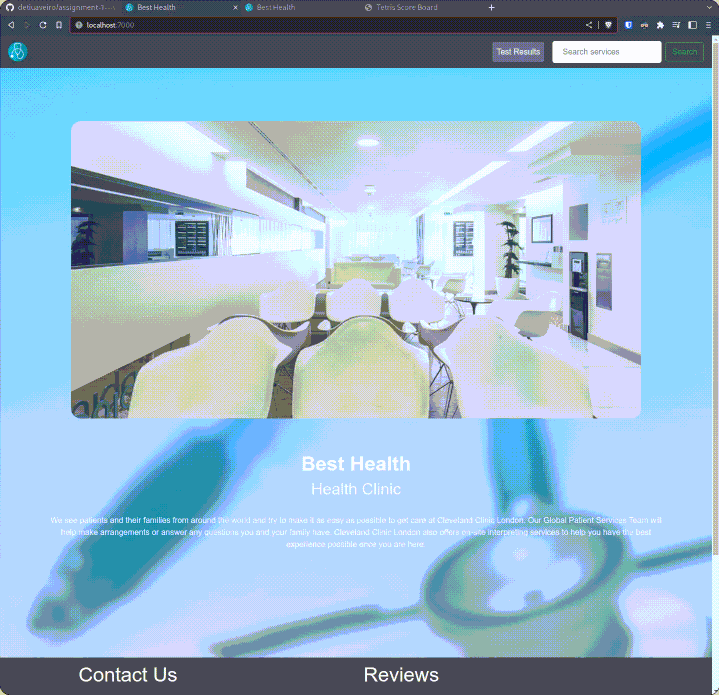 detiuaveiro/assignment-1---
Best Health
Best Health
Tetris Score Board
localhost:7000
Test Results
Search services
Search
Best Health
Health Clinic
We see patients and their families from around the world and try to make it as easy as possible to get care at Cleveland Clinic London. Our Global Patient Services Team will
help make arrangements or answer any questions you and your family have. Cleveland Clinic London also offers on-site interpreting services to help you have the best
experience possible once you are here
Contact Us
Reviews